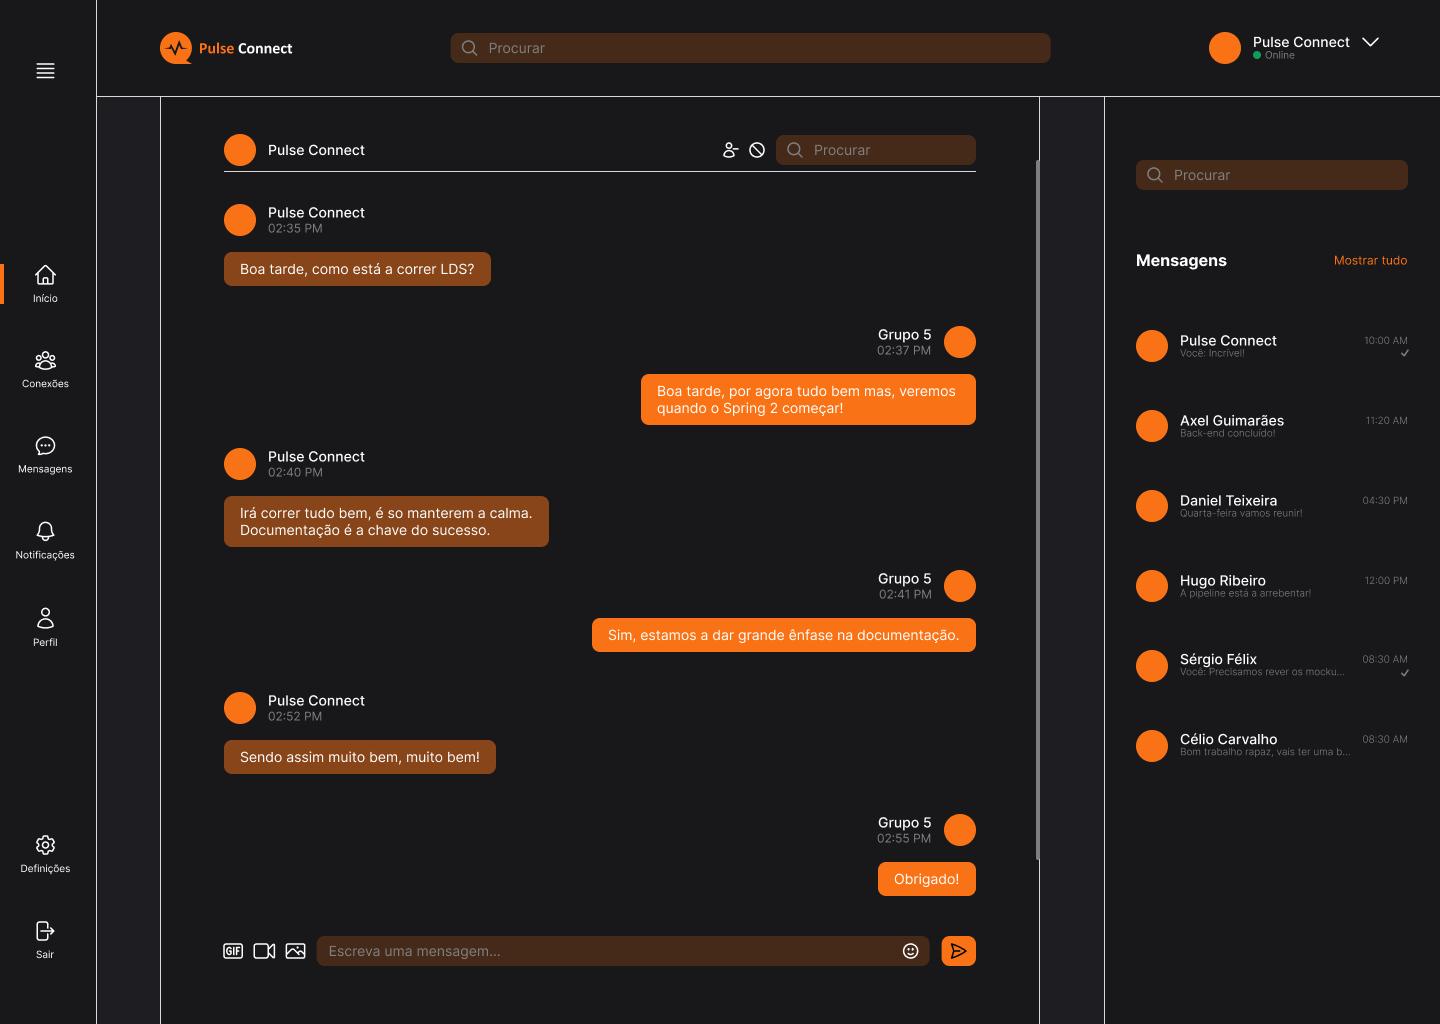 Pulse Connect
Procurar
Pulse Connect
Online
Início
Conexões
Mensagens
Notificações
Perfil
Definições
Sair
Pulse Connect
Procurar
Pulse Connect
02:35 PM
Boa tarde, como está a correr LDS?
Grupo 5
02:37 PM
Boa tarde, por agora tudo bem mas, veremos
quando o Spring 2 começar!
Pulse Connect
02:40 PM
Irá correr tudo bem, é so manterem a calma.
Documentação é a chave do sucesso.
Grupo 5
02:41 PM
Sim, estamos a dar grande ênfase na documentação.
Pulse Connect
02:52 PM
Sendo assim muito bem, muito bem!
Grupo 5
02:55 PM
Obrigado!
GIF
Escreva uma mensagem...
Procurar
Mensagens
Mostrar tudo
Pulse Connect
10:00 AM
Você: Incrível!
Axel Guimarães
11:20 AM
Back-end concluído!
Daniel Teixeira
04:30 PM
Quarta-feira vamos reunir!
Hugo Ribeiro
12:00 PM
A pipeline está a arrebentar!
Sérgio Félix
08:30 AM
Você: Precisamos rever os mocku...
Célio Carvalho
08:30 AM
Bom trabalho rapaz, vais ter uma b...